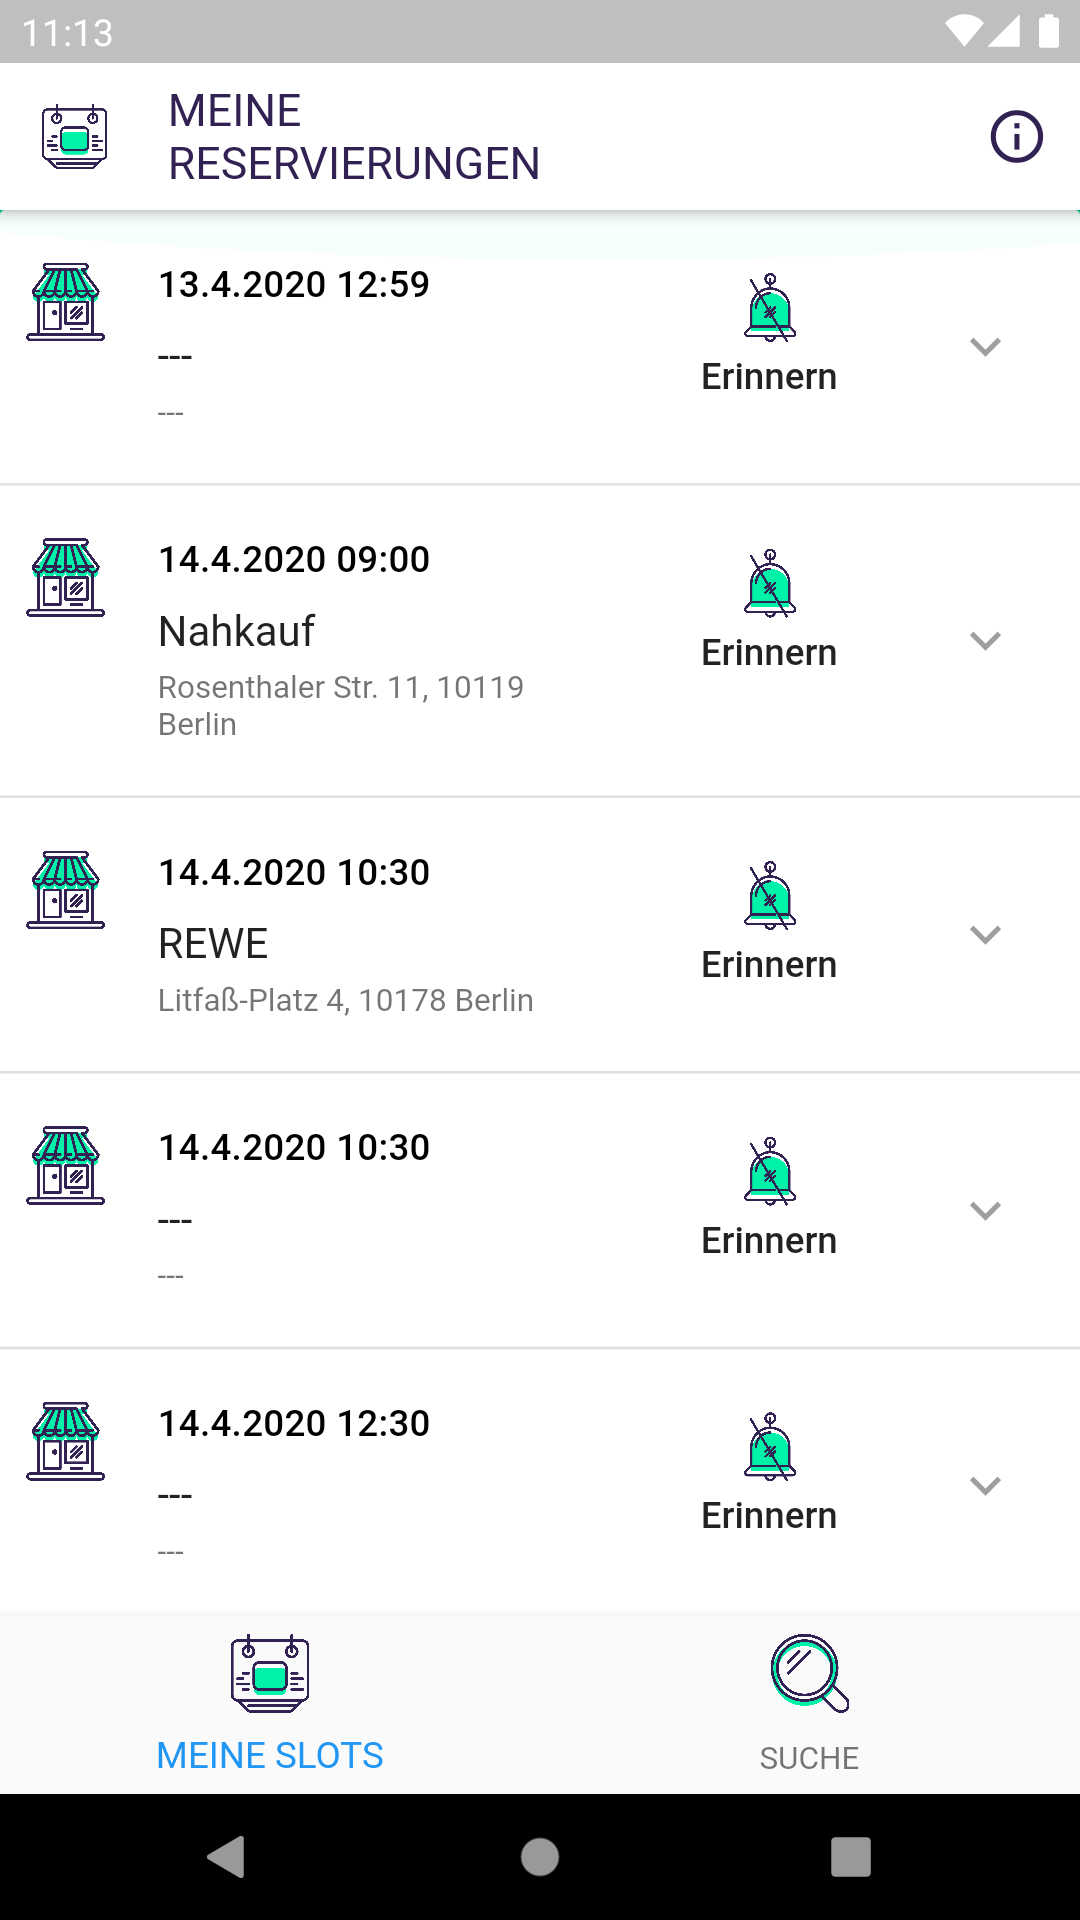 11:13
MEINE
RESERVIERUNGEN
13.4.2020 12:59
---
---
Erinnern
14.4.2020 09:00
Nahkauf
Rosenthaler Str. 11, 10119
Berlin
Erinnern
14.4.2020 10:30
REWE
Litfaß-Platz 4, 10178 Berlin
Erinnern
14.4.2020 10:30
---
---
Erinnern
14.4.2020 12:30
---
---
Erinnern
MEINE SLOTS
SUCHE